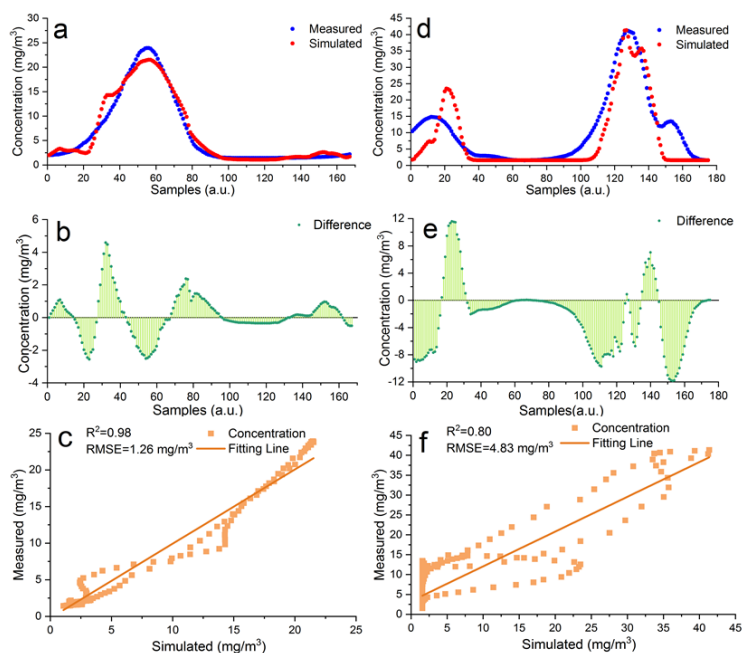 a
Measured
Simulated
Concentration (mg/m³)
30
25
20
15
10
5
0
0 20 40 60 80 100 120 140 160
Samples (a.u.)
d
Measured
Simulated
Concentration (mg/m³)
45
40
35
30
25
20
15
10
5
0
0 20 40 60 80 100 120 140 160 180
Samples (a.u.)
b
Difference
Concentration (mg/m³)
6
4
2
0
-2
-4
0 20 40 60 80 100 120 140 160
Samples (a.u.)
e
Difference
Concentration (mg/m³)
12
8
4
0
-4
-8
-12
0 20 40 60 80 100 120 140 160 180
Samples(a.u.)
c
R²=0.98
RMSE=1.26 mg/m³
Concentration
Fitting Line
Measured (mg/m³)
25
20
15
10
5
0
0 5 10 15 20 25
Simulated (mg/m³)
f
R²=0.80
RMSE=4.83 mg/m³
Concentration
Fitting Line
Measured (mg/m³)
45
40
35
30
25
20
15
10
5
0
0 5 10 15 20 25 30 35 40 45
Simulated (mg/m³)